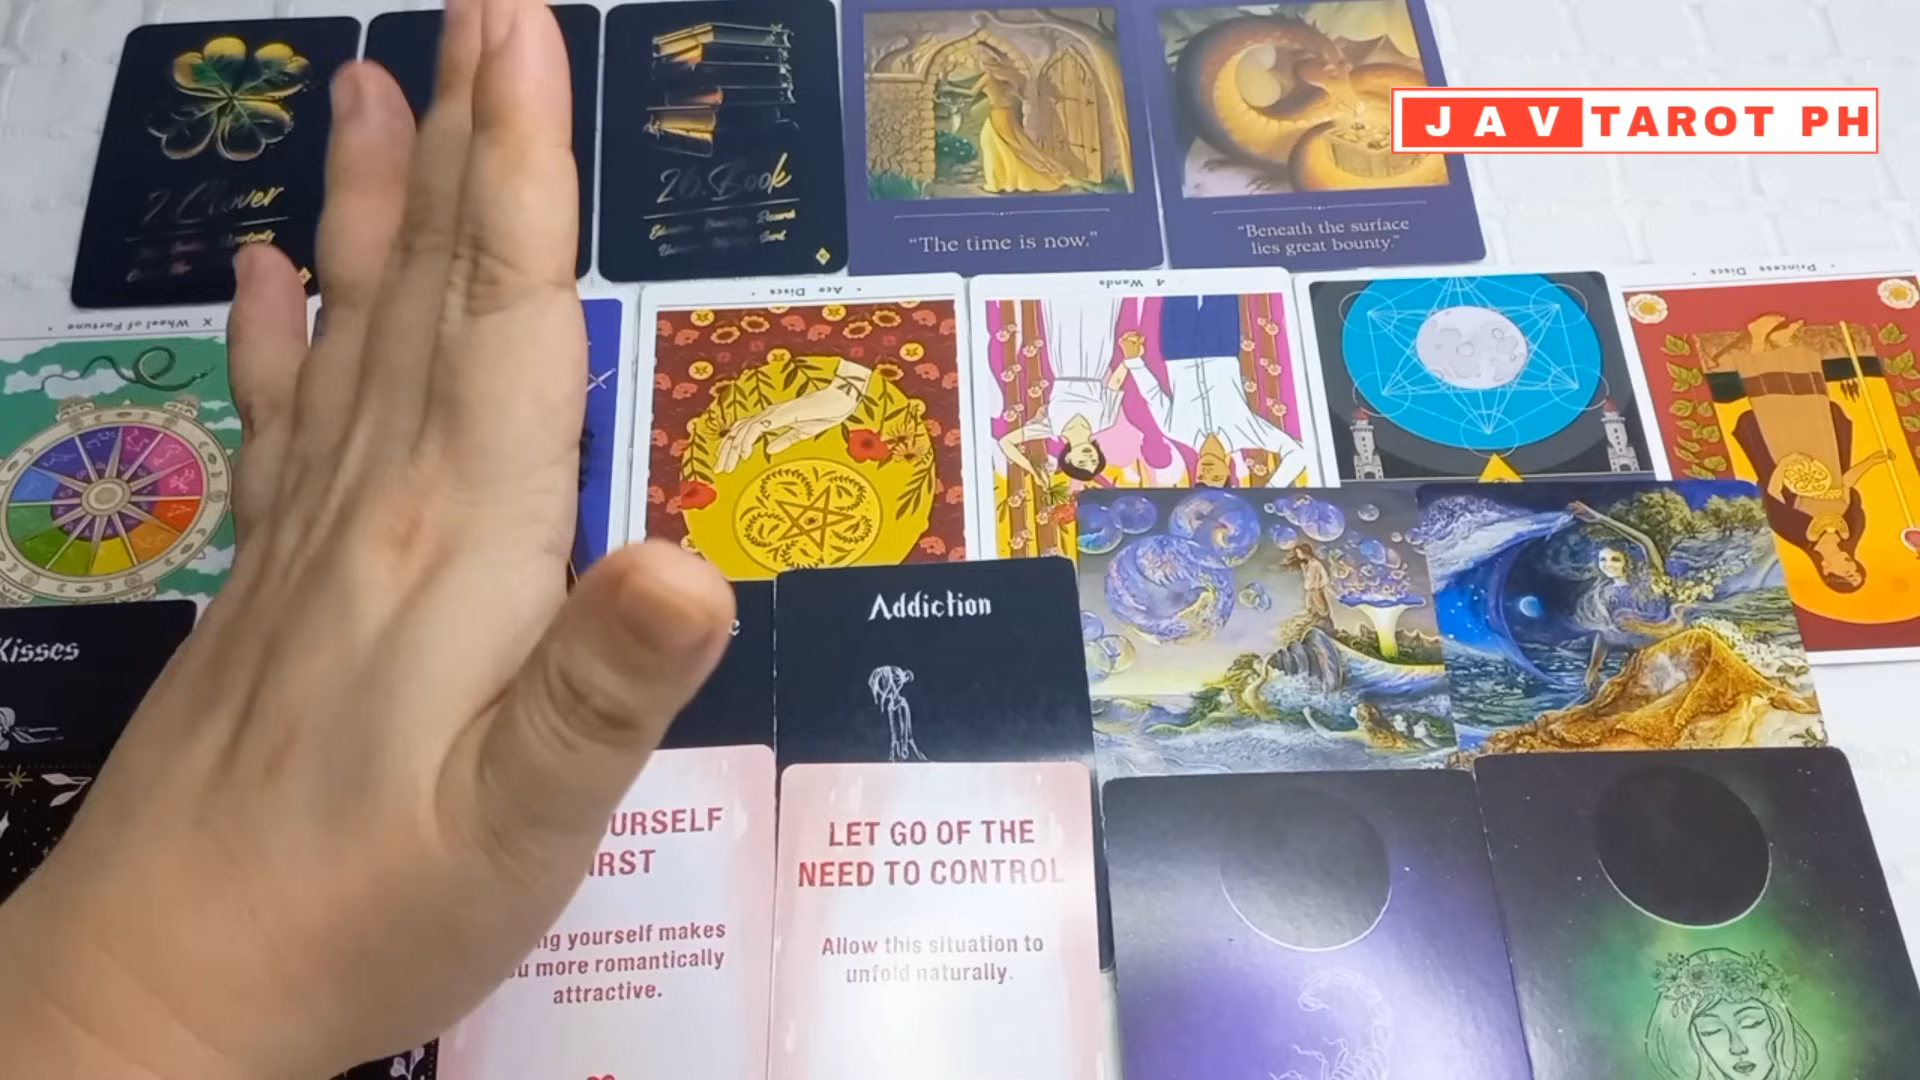 2. Clover
26. Book
"The time is now."
"Beneath the surface
lies great bounty."
JAV TAROT PH
X Wheel of Fortune
Ace Discs
4 Wands
Princess Discs
Kisses
Addiction
URSELF
RST
yourself makes
more romantically
attractive.
LET GO OF THE
NEED TO CONTROL
Allow this situation to
unfold naturally.